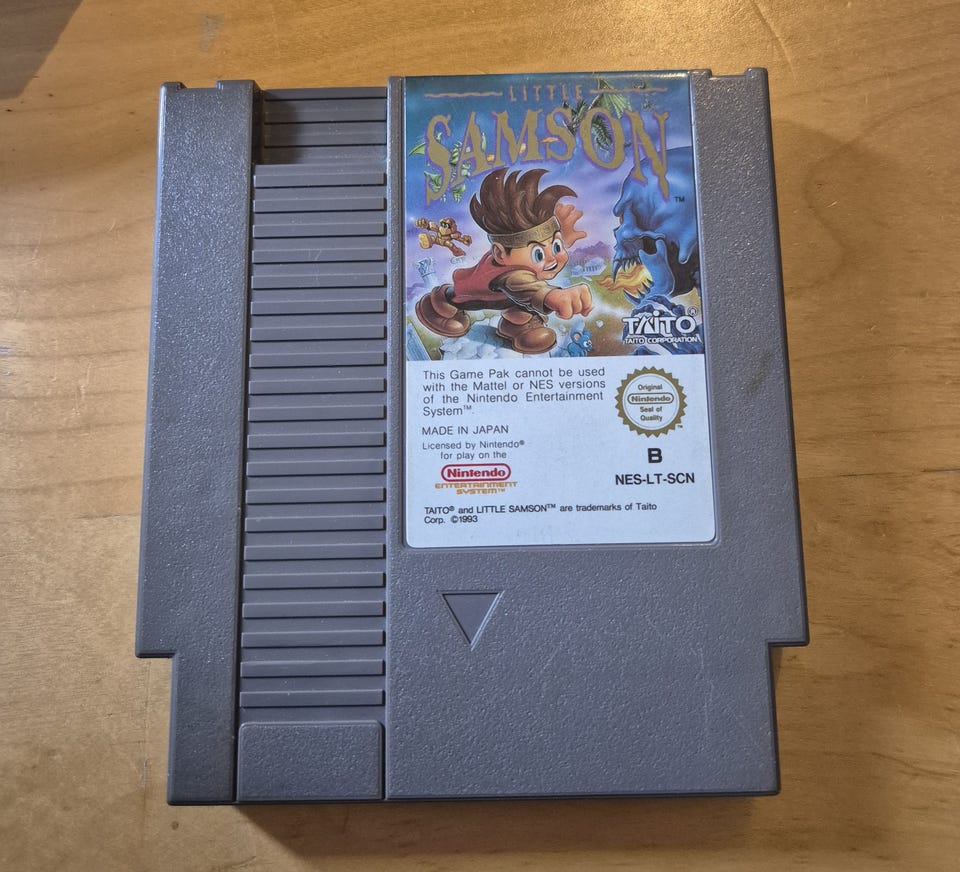 LITTLE
SAMSON
TM
TAITO®
TAITO CORPORATION
This Game Pak cannot be used
with the Mattel or NES versions
of the Nintendo Entertainment
System™.
MADE IN JAPAN
Licensed by Nintendo®
for play on the
Nintendo
ENTERTAINMENT
SYSTEM™
Original
Nintendo
Seal of
Quality
TM
B
NES-LT-SCN
TAITO® and LITTLE SAMSON™ are trademarks of Taito
Corp. ©1993